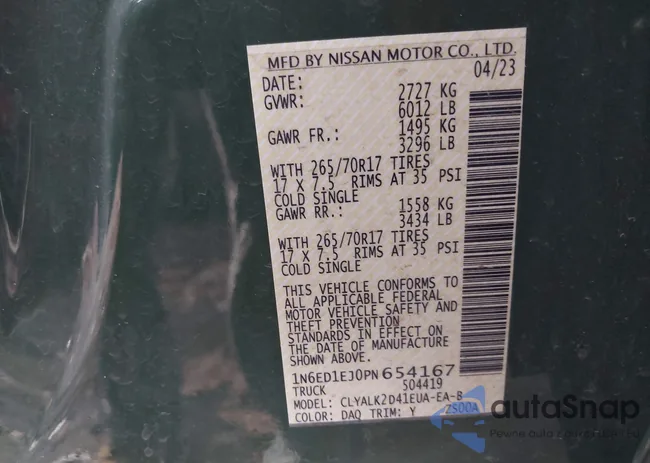 MFD BY NISSAN MOTOR CO., LTD.
DATE: 04/23
GVWR: 2727 KG
6012 LB
GAWR FR.: 1495 KG
3296 LB
WITH 265/70R17 TIRES
17 X 7.5 RIMS AT 35 PSI
COLD SINGLE
GAWR RR.: 1558 KG
3434 LB
WITH 265/70R17 TIRES
17 X 7.5 RIMS AT 35 PSI
COLD SINGLE
THIS VEHICLE CONFORMS TO
ALL APPLICABLE FEDERAL
MOTOR VEHICLE SAFETY AND
THEFT PREVENTION
STANDARDS IN EFFECT ON
THE DATE OF MANUFACTURE
SHOWN ABOVE.
1N6ED1EJ0PN654167
TRUCK 504419
MODEL: CLYALK2D41EUA-EA-B
COLOR: DAQ TRIM: Y ZS00A
autoSnap
Pewne auto